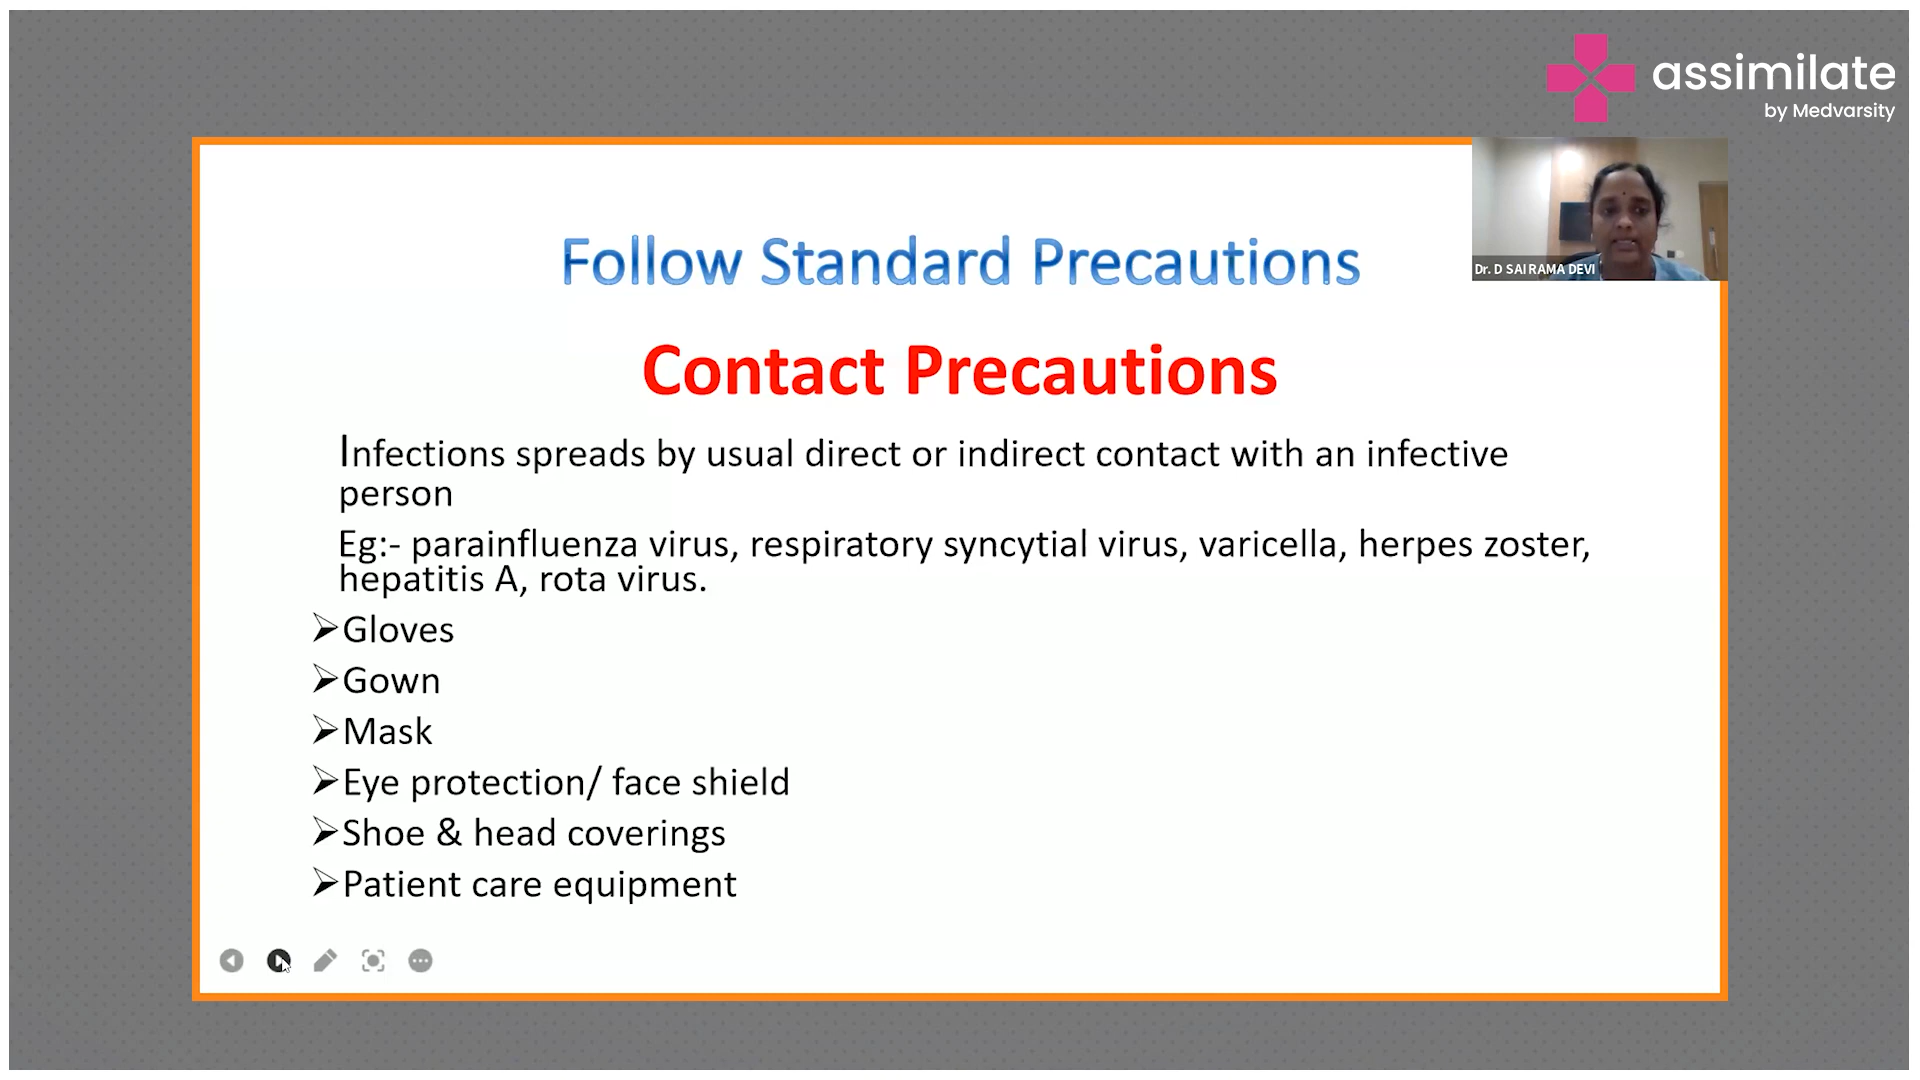 assimilate
by Medvarsity
Dr. D SAI RAMA DEVI
Follow Standard Precautions
Contact Precautions
Infections spreads by usual direct or indirect contact with an infective
person
Eg:- parainfluenza virus, respiratory syncytial virus, varicella, herpes zoster,
hepatitis A, rota virus.
➢Gloves
➢Gown
➢Mask
➢Eye protection/ face shield
➢Shoe & head coverings
➢Patient care equipment